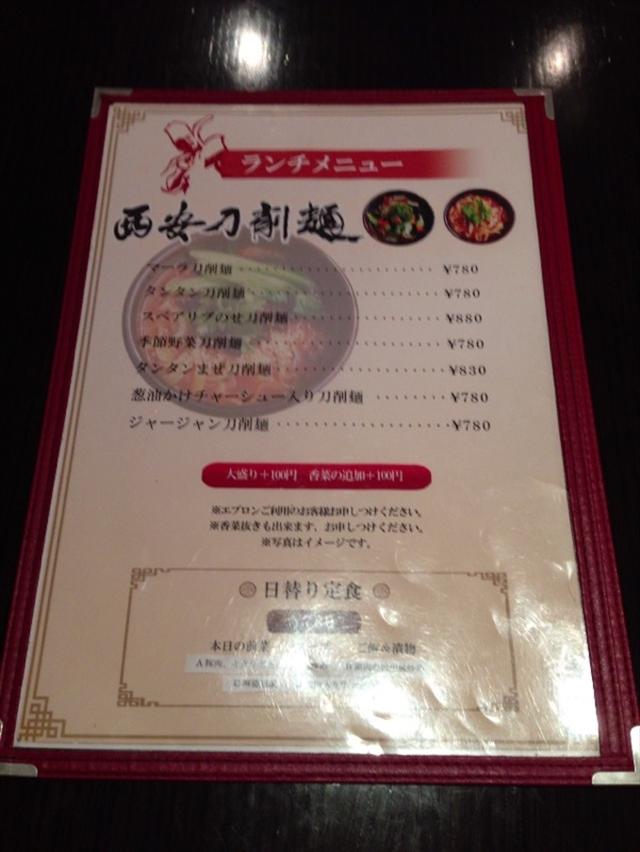 ランチメニュー
西安刀削麺
マーラ刀削麺 ¥780
タンタン刀削麺 ¥780
スペアリブのせ刀削麺 ¥880
季節野菜刀削麺 ¥780
タンタンまぜ刀削麺 ¥830
葱油かけチャーシュー入り刀削麺 ¥780
ジャージャン刀削麺 ¥780
大盛り+100円 香菜の追加+100円
※エプロンご利用のお客様お申しつけください。
※香菜抜きも出来ます、お申しつけください。
※写真はイメージです。
日替り定食
本日の前菜 ご飯&漬物